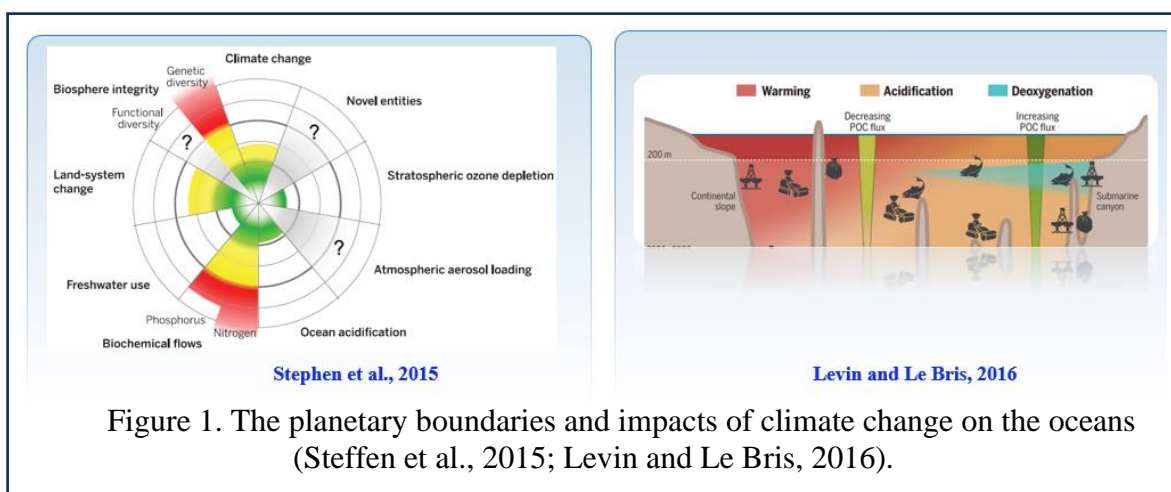 Climate change
Genetic
diversity
Biosphere integrity
Functional
diversity
Novel entities
?
?
Land-system
change
Stratospheric ozone depletion
?
Atmospheric aerosol loading
Freshwater use
Phosphorus
Nitrogen
Biochemical flows
Ocean acidification
Stephen et al., 2015
Warming
Acidification
Deoxygenation
Decreasing
POC flux
Increasing
POC flux
200 m
Continental
slope
Submarine
canyon
Levin and Le Bris, 2016
Figure 1. The planetary boundaries and impacts of climate change on the oceans
(Steffen et al., 2015; Levin and Le Bris, 2016).